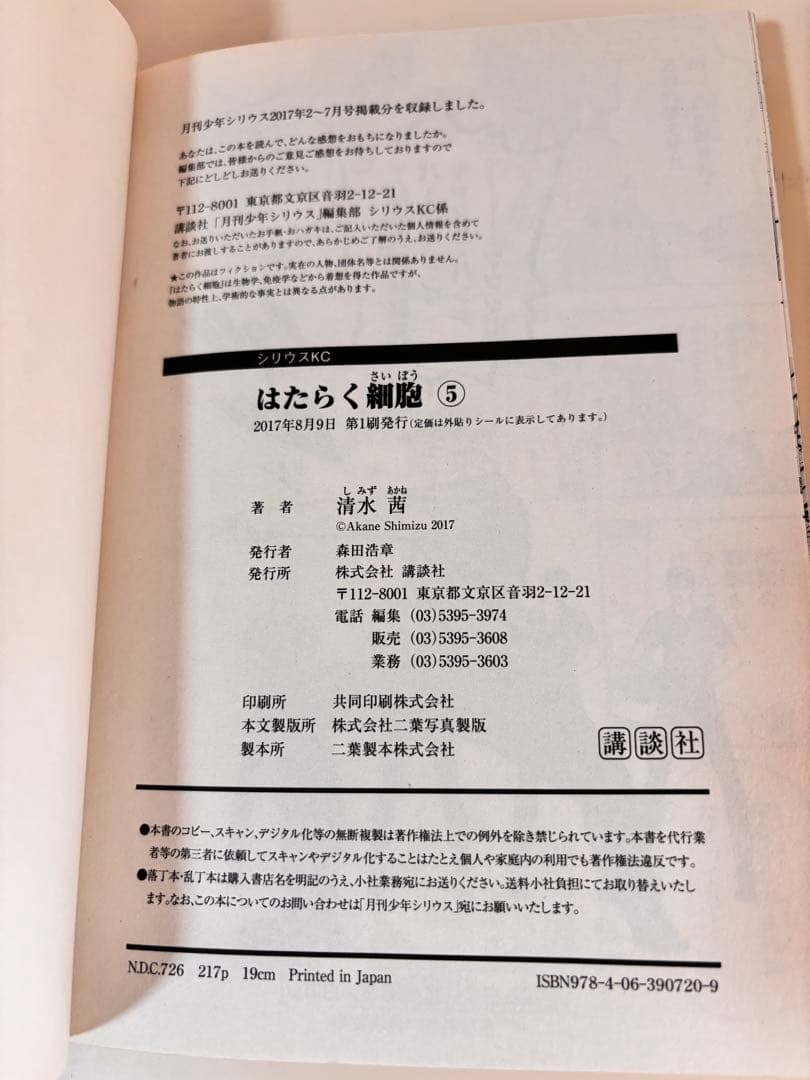 月刊少年シリウス2017年2〜7月号掲載分を収録しました。
あなたは、この本を読んで、どんな感想をおもちになりましたか。
編集部では、皆様からのご意見ご感想をお待ちしておりますので
下記にどしどしお送りください。
〒112-8001 東京都文京区音羽2-12-21
講談社「月刊少年シリウス」編集部 シリウスKC係
なお、お送りいただいたお手紙・おハガキは、ご記入いただいた個人情報を含めて
著者にお渡しすることがありますので、あらかじめご了解のうえ、お送りください。
★この作品はフィクションです。実在の人物、団体名等とは関係ありません。
『はたらく細胞』は生物学、免疫学などから着想を得た作品ですが、
物語の特性上、学術的な事実とは異なる点があります。
シリウスKC
さい ぼう
はたらく細胞 ⑤
2017年8月9日 第1刷発行(定価は外貼りシールに表示してあります。)
し みず あかね
著 者 清水 茜
©Akane Shimizu 2017
発行者 森田浩章
発行所 株式会社 講談社
〒112-8001 東京都文京区音羽2-12-21
電話 編集 (03)5395-3974
販売 (03)5395-3608
業務 (03)5395-3603
印刷所 共同印刷株式会社
本文製版所 株式会社二葉写真製版
製本所 二葉製本株式会社
講談社
●本書のコピー、スキャン、デジタル化等の無断複製は著作権法上での例外を除き禁じられています。本書を代行業
者等の第三者に依頼してスキャンやデジタル化することはたとえ個人や家庭内の利用でも著作権法違反です。
●落丁本・乱丁本は購入書店名を明記のうえ、小社業務宛にお送りください。送料小社負担にてお取り替えいたし
ます。なお、この本についてのお問い合わせは「月刊少年シリウス」宛にお願いいたします。
N.D.C.726 217p 19cm Printed in Japan
ISBN978-4-06-390720-9